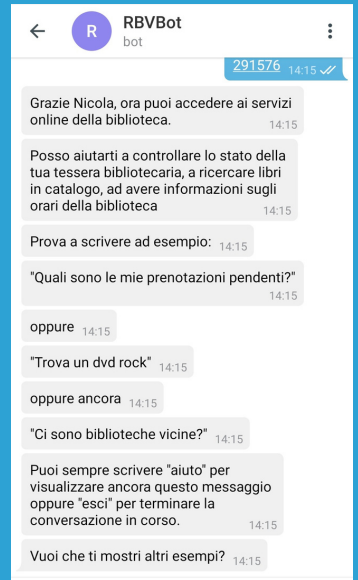 RBVBot
R
bot
291576 14:15
Grazie Nicola, ora puoi accedere ai servizi
online della biblioteca.
14:15
Posso aiutarti a controllare lo stato della
tua tessera bibliotecaria, a ricercare libri
in catalogo, ad avere informazioni sugli
orari della biblioteca
14:15
Prova a scrivere ad esempio: 14:15
"Quali sono le mie prenotazioni pendenti?"
14:15
oppure 14:15
"Trova un dvd rock" 14:15
oppure ancora 14:15
"Ci sono biblioteche vicine?" 14:15
Puoi sempre scrivere "aiuto" per
visualizzare ancora questo messaggio
oppure "esci" per terminare la
conversazione in corso. 14:15
Vuoi che ti mostri altri esempi? 14:15